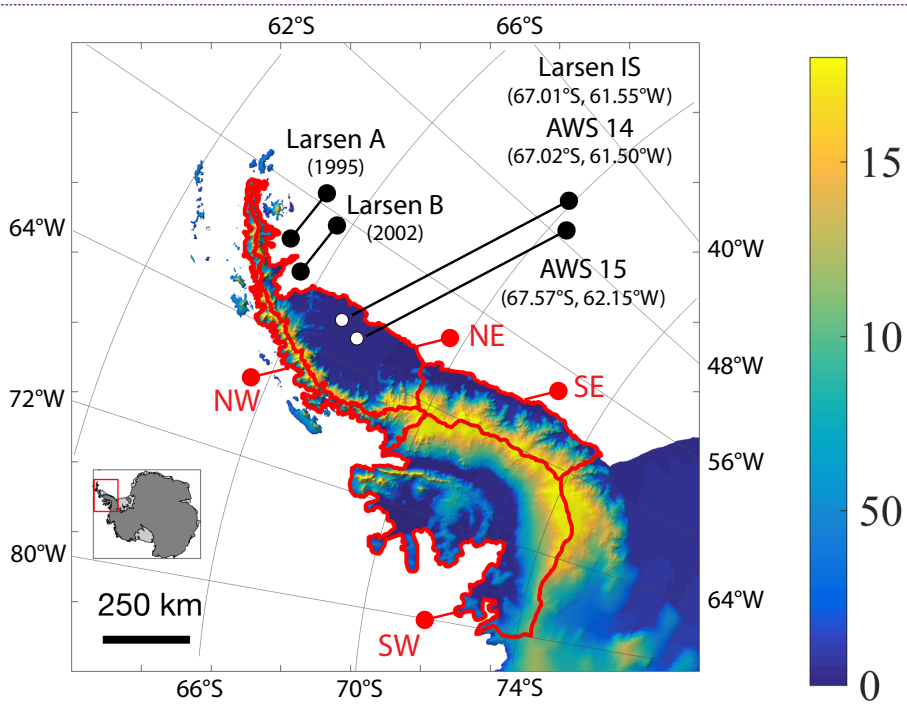 62°S
66°S
Larsen IS
(67.01°S, 61.55°W)
AWS 14
(67.02°S, 61.50°W)
Larsen A
(1995)
Larsen B
(2002)
AWS 15
(67.57°S, 62.15°W)
64°W
72°W
80°W
40°W
48°W
56°W
64°W
NE
SE
NW
SW
250 km
66°S
70°S
74°S
15
10
50
0